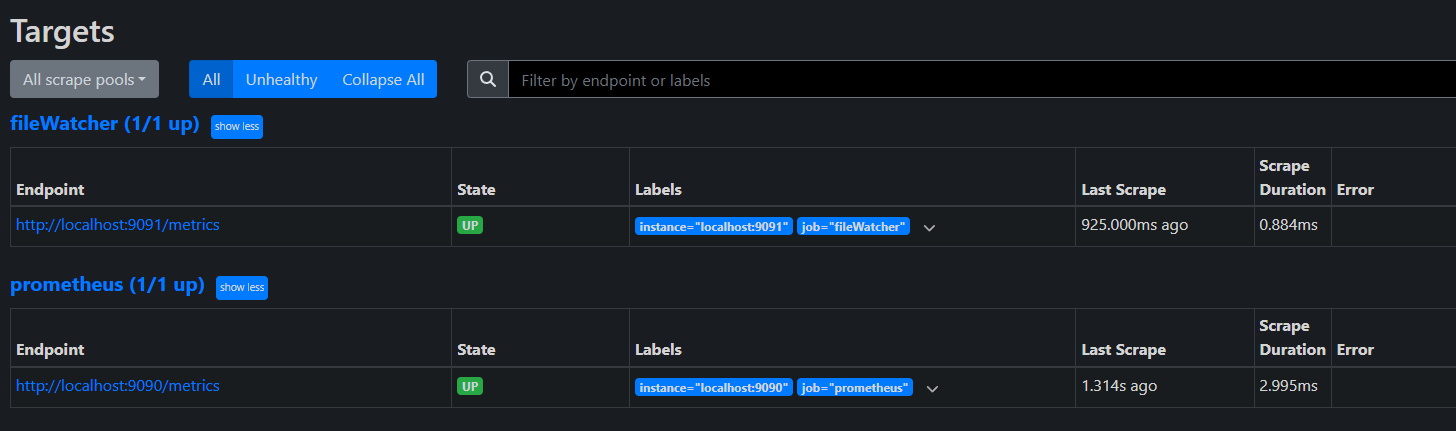 Targets
All scrape pools All Unhealthy Collapse All Filter by endpoint or labels
fileWatcher (1/1 up) show less
Endpoint State Labels Last Scrape Scrape Duration Error
http://localhost:9091/metrics UP instance="localhost:9091" job="fileWatcher" 925.000ms ago 0.884ms
prometheus (1/1 up) show less
Endpoint State Labels Last Scrape Scrape Duration Error
http://localhost:9090/metrics UP instance="localhost:9090" job="prometheus" 1.314s ago 2.995ms